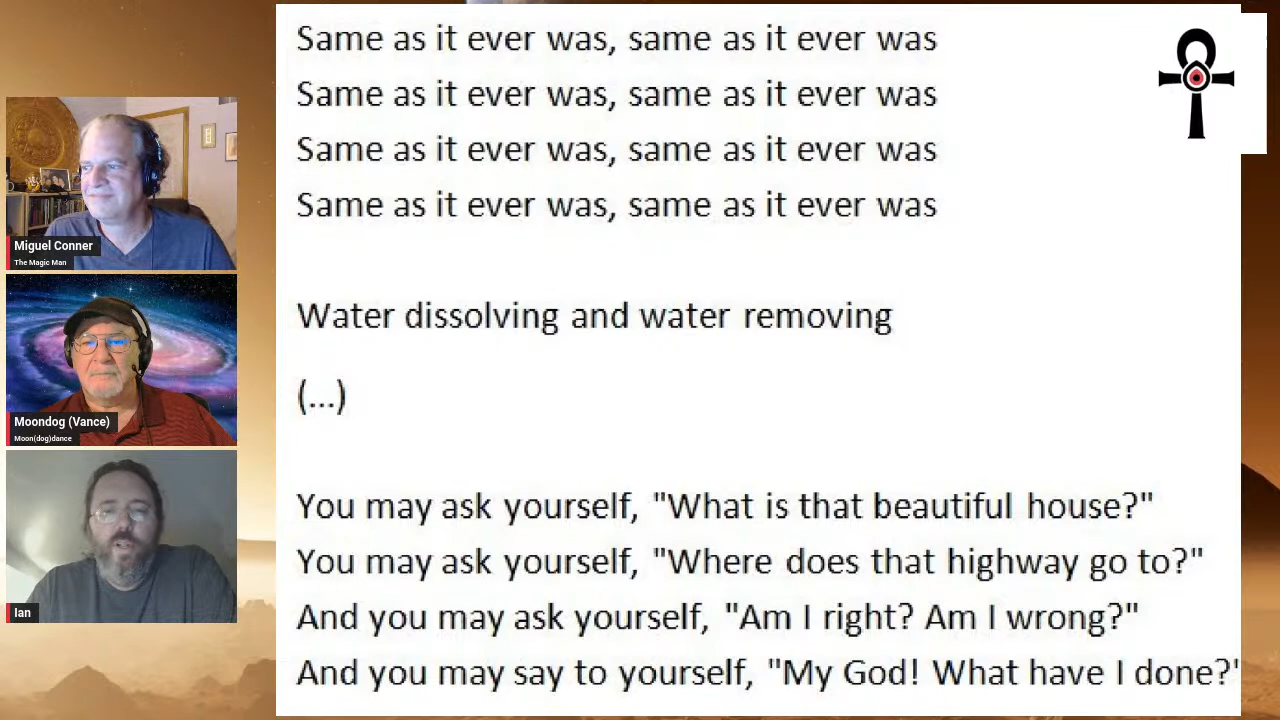 Same as it ever was, same as it ever was
Same as it ever was, same as it ever was
Same as it ever was, same as it ever was
Same as it ever was, same as it ever was
Water dissolving and water removing
(...)
You may ask yourself, "What is that beautiful house?"
You may ask yourself, "Where does that highway go to?"
And you may ask yourself, "Am I right? Am I wrong?"
And you may say to yourself, "My God! What have I done?"
Miguel Conner
The Magic Man
Moondog (Vance)
Moon(dog)dance
Ian